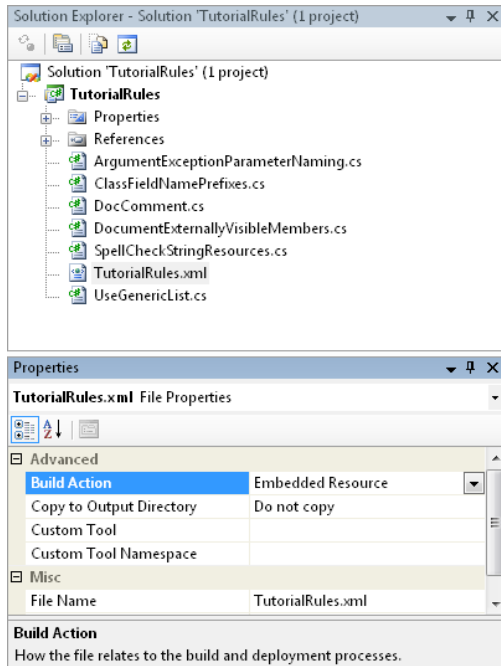 Solution Explorer - Solution 'TutorialRules' (1 project)
Solution 'TutorialRules' (1 project)
TutorialRules
Properties
References
ArgumentExceptionParameterNaming.cs
ClassFieldNamePrefixes.cs
DocComment.cs
DocumentExternallyVisibleMembers.cs
SpellCheckStringResources.cs
TutorialRules.xml
UseGenericList.cs
Properties
TutorialRules.xml File Properties
Advanced
Build Action Embedded Resource
Copy to Output Directory Do not copy
Custom Tool
Custom Tool Namespace
Misc
File Name TutorialRules.xml
Build Action
How the file relates to the build and deployment processes.